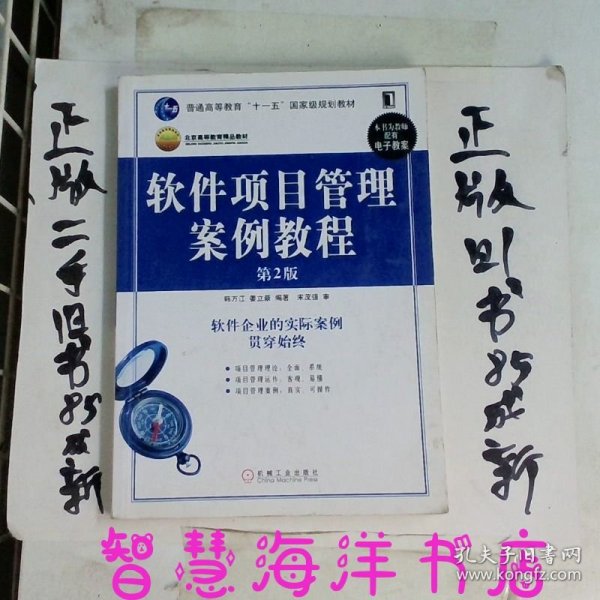 普通高等教育"十一五"国家级规划教材
北京高等教育精品教材
本书为教师
配有
电子教案
软件项目管理
案例教程
第2版
韩万江 姜立新 编著 宋茂强 审
软件企业的实际案例
贯穿始终
• 项目管理理论：全面、系统
• 项目管理运作：客观、易懂
• 项目管理案例：真实、可操作
机械工业出版社
China Machine Press
正版二手旧书85成新
正版旧书85成新
智慧海洋书店
孔夫子旧书网
www.kongfz.com